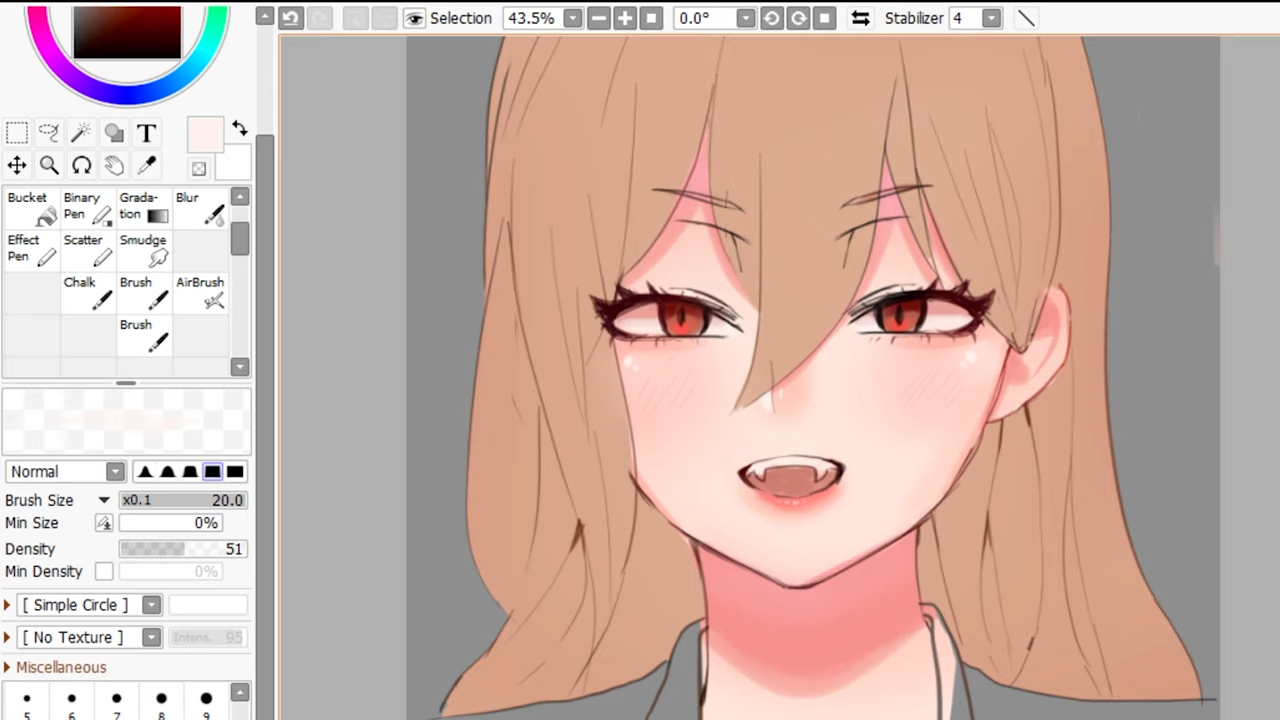 Selection 43.5% 0.0° Stabilizer 4
T
Bucket Binary Pen Grada-tion Blur
Effect Pen Scatter Smudge
Chalk Brush AirBrush
Brush
Normal
Brush Size x0.1 20.0
Min Size 0%
Density 51
Min Density 0%
[ Simple Circle ]
[ No Texture ] Intens. 95
Miscellaneous
5 6 7 8 9